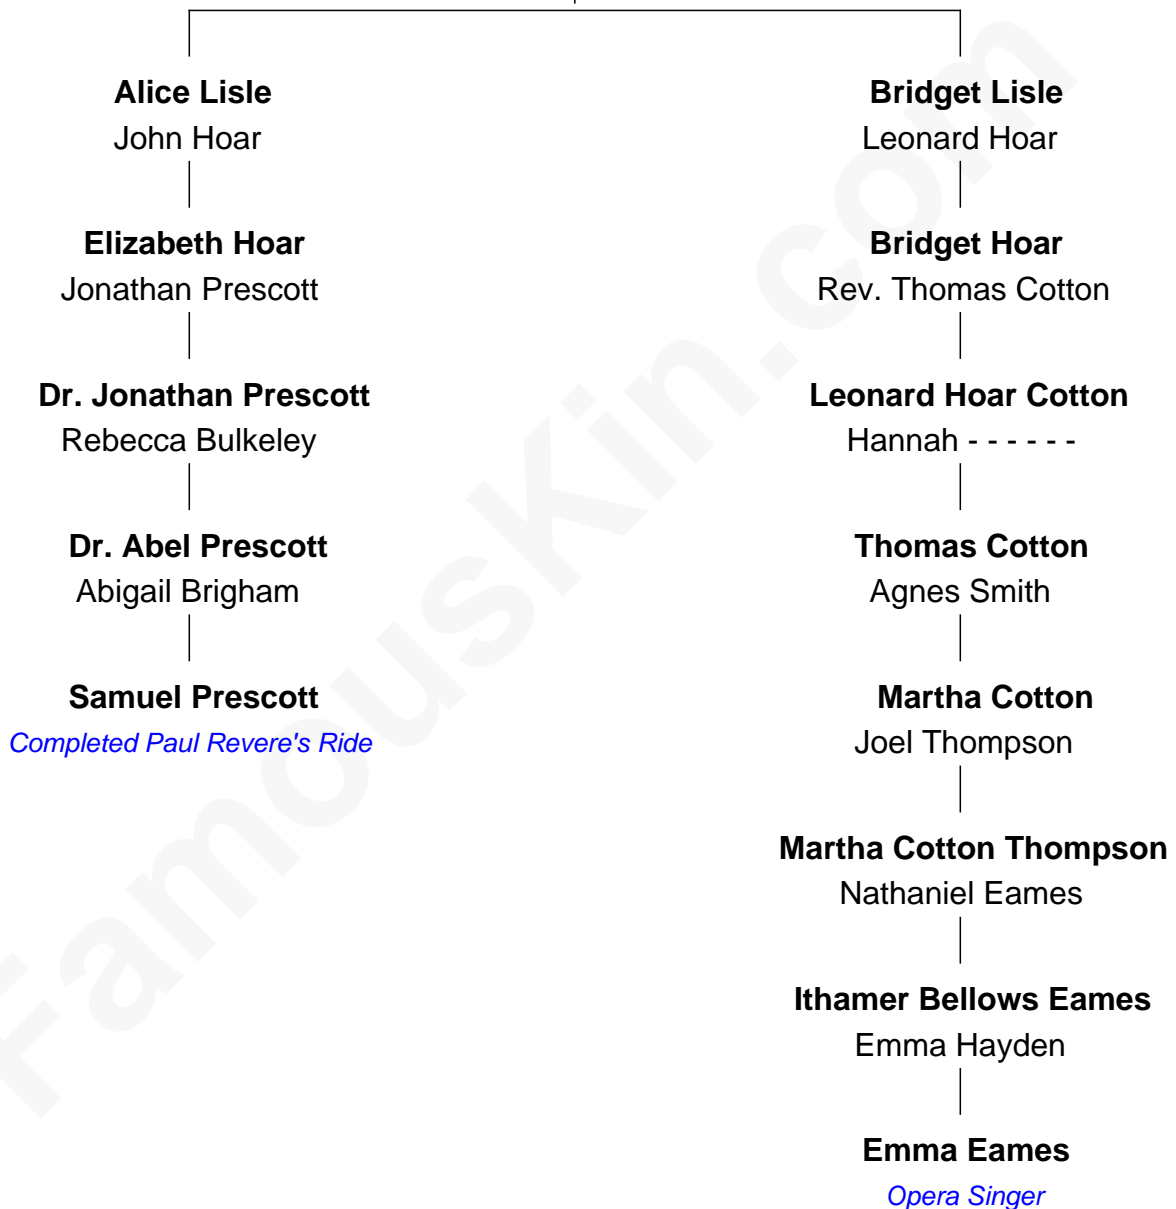 Alice Lisle
John Hoar
Elizabeth Hoar
Jonathan Prescott
Dr. Jonathan Prescott
Rebecca Bulkeley
Dr. Abel Prescott
Abigail Brigham
Samuel Prescott
Completed Paul Revere's Ride
Bridget Lisle
Leonard Hoar
Bridget Hoar
Rev. Thomas Cotton
Leonard Hoar Cotton
Hannah - - - - - -
Thomas Cotton
Agnes Smith
Martha Cotton
Joel Thompson
Martha Cotton Thompson
Nathaniel Eames
Ithamer Bellows Eames
Emma Hayden
Emma Eames
Opera Singer
FamousKin.com